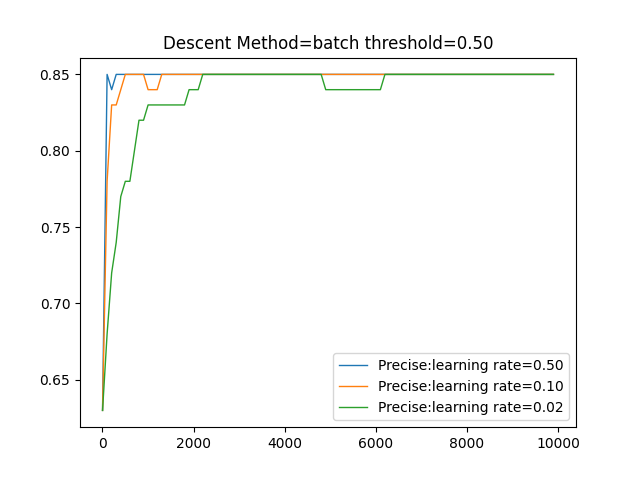 Descent Method=batch threshold=0.50
0.85
0.80
0.75
0.70
0.65
0 2000 4000 6000 8000 10000
Precise:learning rate=0.50
Precise:learning rate=0.10
Precise:learning rate=0.02